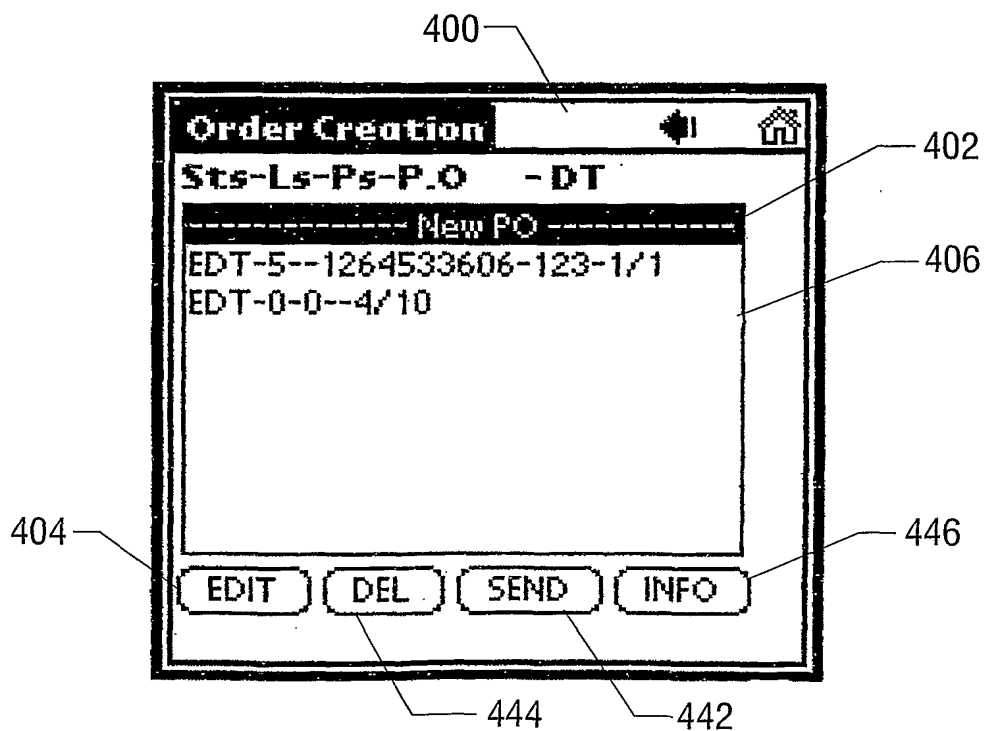 400
Order Creation
402
Sts-Ls-Ps-P.O -DT
------------ New PO ------------
EDT-5--1264533606-123-1/1
406
EDT-0-0--4/10
404
446
EDIT DEL SEND INFO
444
442